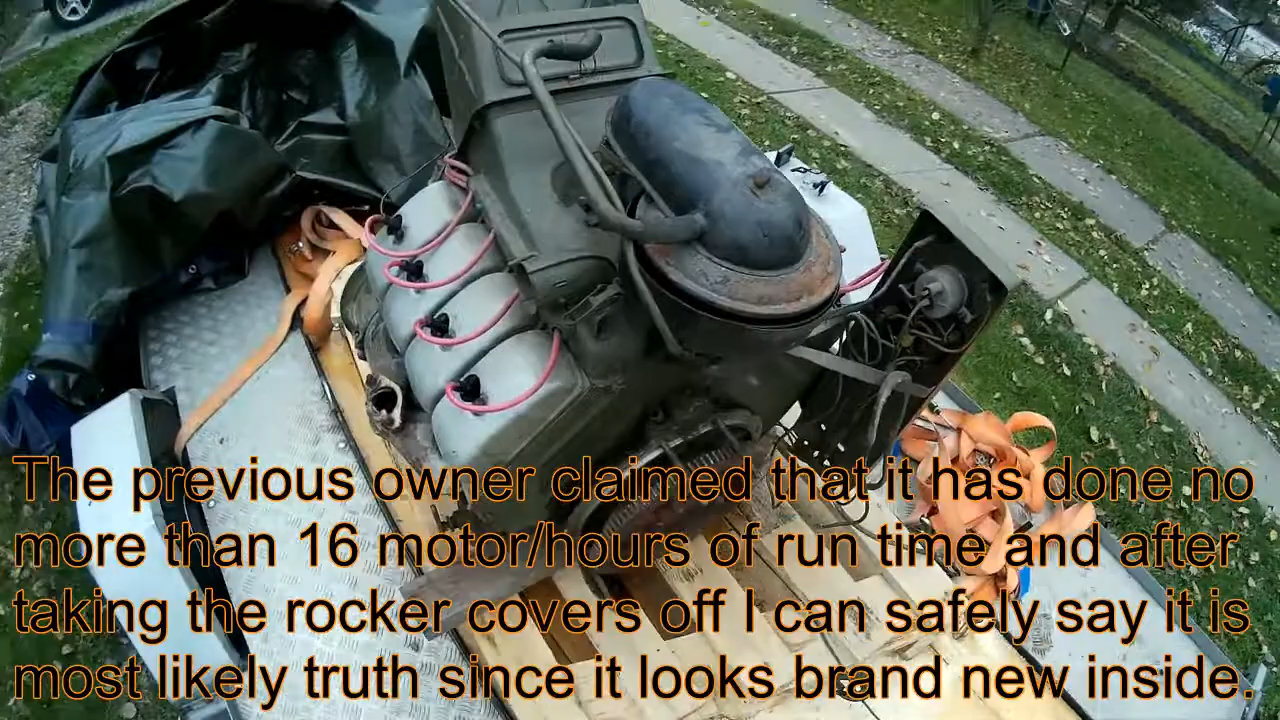 The previous owner claimed that it has done no
more than 16 motor/hours of run time and after
taking the rocker covers off I can safely say it is
most likely truth since it looks brand new inside.